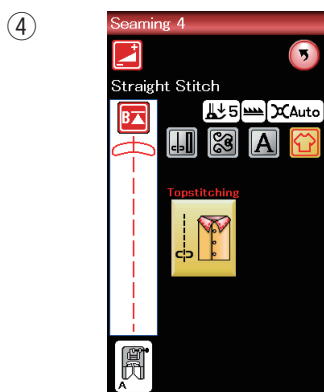 ④
Seaming 4
Straight Stitch
5 Auto
B
A
Topstitching
A